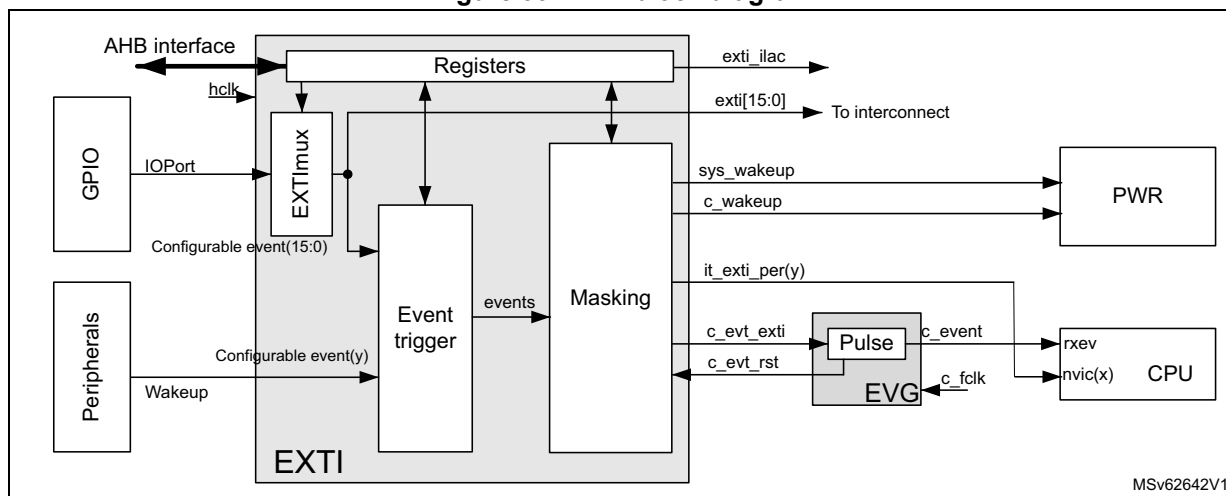 AHB interface
Registers
exti_ilac
hclk
exti[15:0]
To interconnect
GPIO
IOPort
EXTImux
sys_wakeup
PWR
c_wakeup
Configurable event(15:0)
it_exti_per(y)
Masking
events
Event
trigger
Peripherals
Configurable event(y)
Wakeup
c_evt_exti
Pulse
c_event
rxev
c_evt_rst
nvic(x)
CPU
EVG
c_fclk
EXTI
MSv62642V1